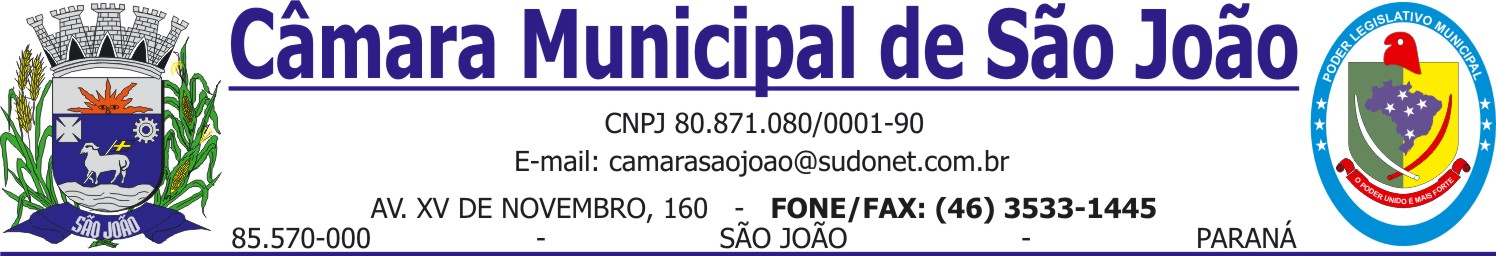 Câmara Municipal de São João
CNPJ 80.871.080/0001-90
E-mail: camarasaojoao@sudonet.com.br
AV. XV DE NOVEMBRO, 160 - FONE/FAX: (46) 3533-1445
85.570-000 - SÃO JOÃO - PARANÁ
SÃO JOÃO
PODER LEGISLATIVO MUNICIPAL
O PODER UNIDO É MAIS FORTE